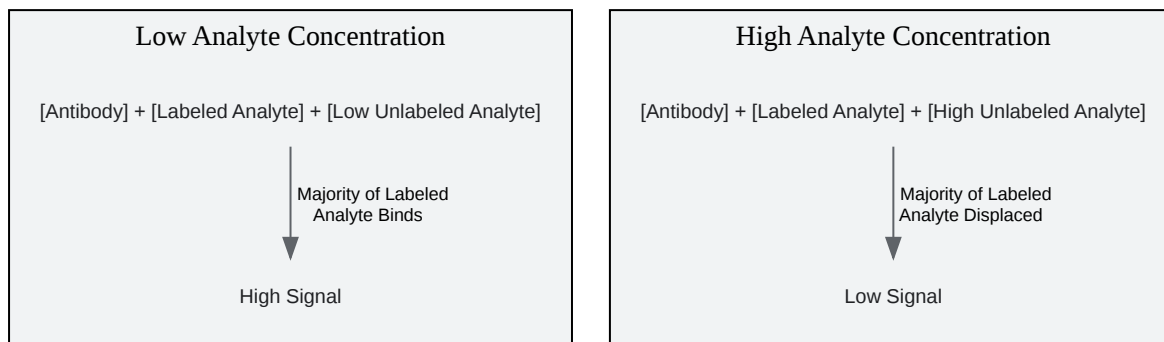 Low Analyte Concentration
[Antibody] + [Labeled Analyte] + [Low Unlabeled Analyte]
Majority of Labeled
Analyte Binds
High Signal
High Analyte Concentration
[Antibody] + [Labeled Analyte] + [High Unlabeled Analyte]
Majority of Labeled
Analyte Displaced
Low Signal